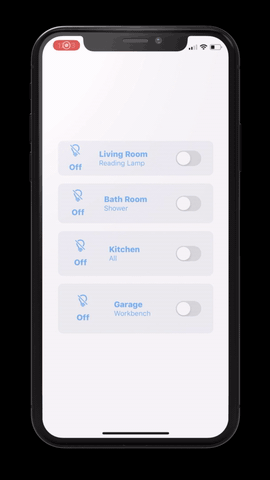 Living Room
Reading Lamp
Off
Bath Room
Shower
Off
Kitchen
All
Off
Garage
Workbench
Off